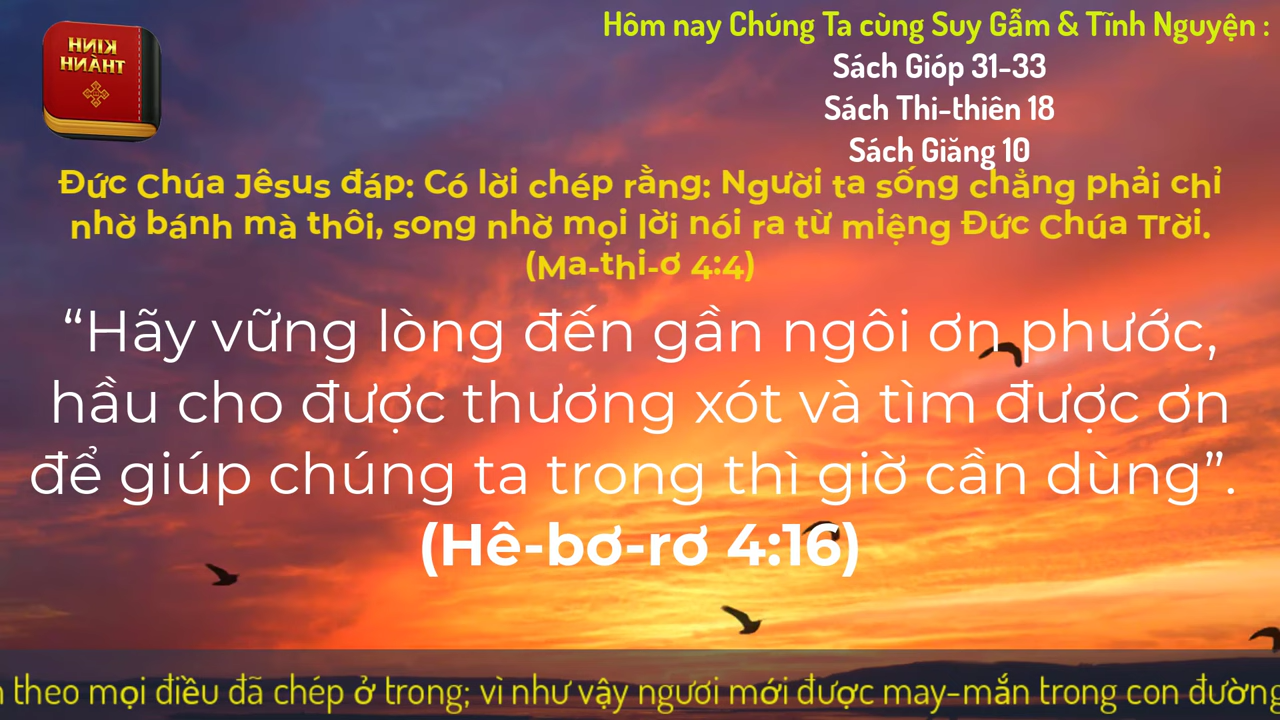 KINH
THÁNH
Hôm nay Chúng Ta cùng Suy Gẫm & Tĩnh Nguyện :
Sách Gióp 31-33
Sách Thi-thiên 18
Sách Giăng 10
Đức Chúa Jêsus đáp: Có lời chép rằng: Người ta sống chẳng phải chỉ
nhờ bánh mà thôi, song nhờ mọi lời nói ra từ miệng Đức Chúa Trời.
(Ma-thi-ơ 4:4)
“Hãy vững lòng đến gần ngôi ơn phước,
hầu cho được thương xót và tìm được ơn
để giúp chúng ta trong thì giờ cần dùng”.
(Hê-bơ-rơ 4:16)
theo mọi điều đã chép ở trong; vì như vậy ngươi mới được may-mắn trong con đường